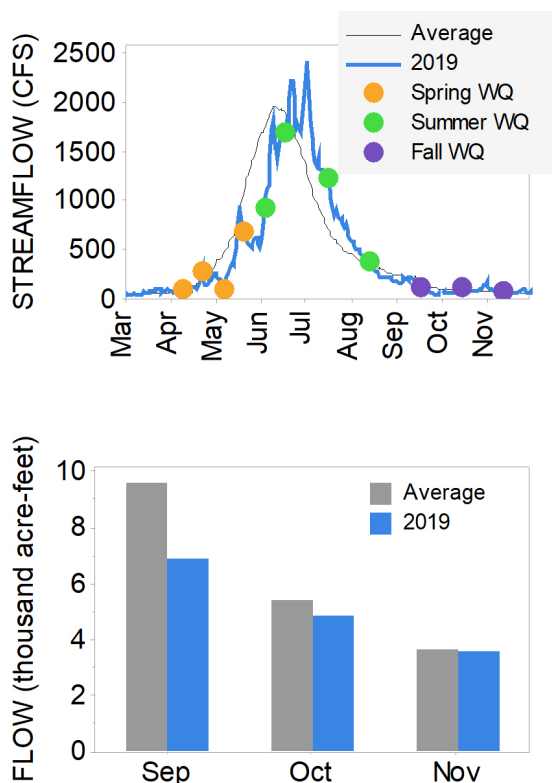 Average
2019
Spring WQ
Summer WQ
Fall WQ
STREAMFLOW (CFS)
2500
2000
1500
1000
500
0
Mar Apr May Jun Jul Aug Sep Oct Nov
FLOW (thousand acre-feet)
10
8
6
4
2
0
Average
2019
Sep Oct Nov